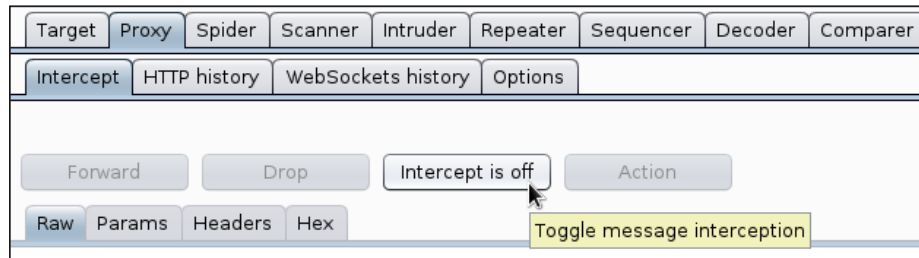 Target Proxy Spider Scanner Intruder Repeater Sequencer Decoder Comparer
Intercept HTTP history WebSockets history Options
Forward Drop Intercept is off Action
Raw Params Headers Hex
Toggle message interception